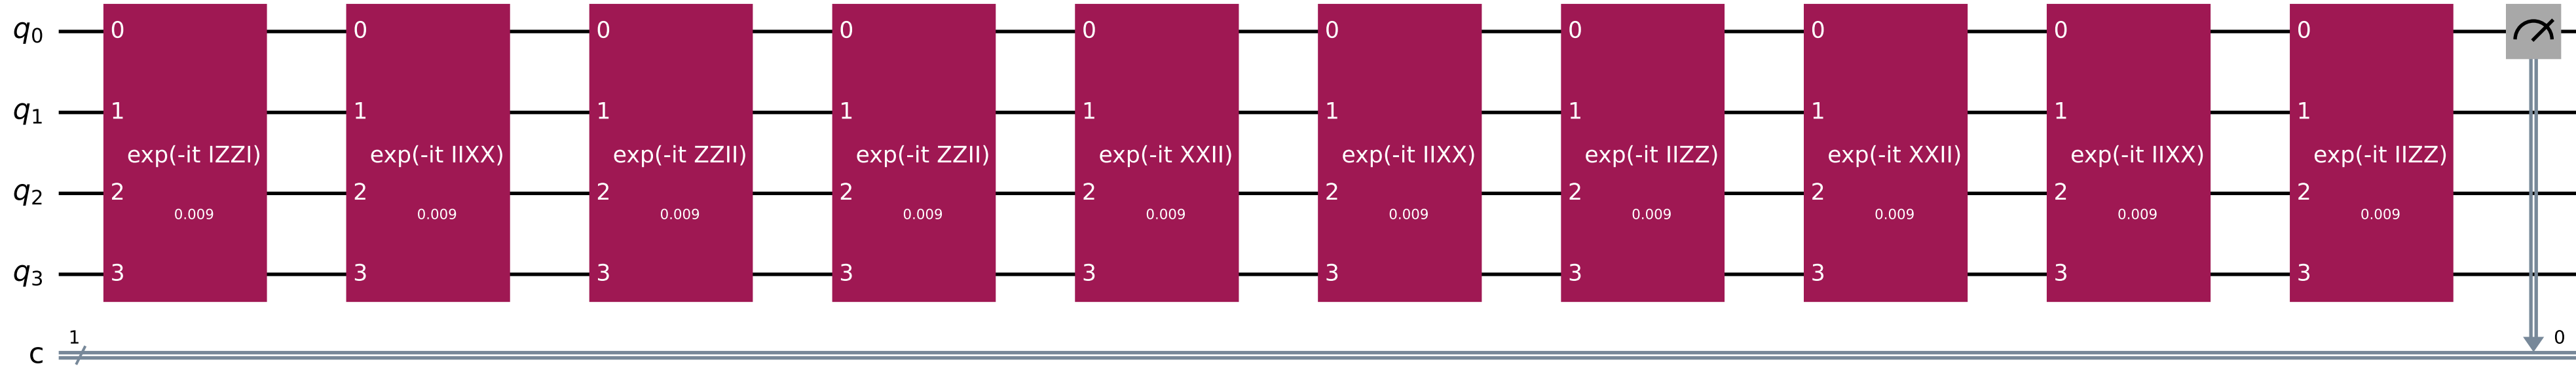 q0 0 0 0 0 0 0 0 0 0 0
q1 1 1 1 1 1 1 1 1 1 1
exp(-it IZZI) exp(-it IIXX) exp(-it ZZII) exp(-it ZZII) exp(-it XXII) exp(-it IIXX) exp(-it IIZZ) exp(-it XXII) exp(-it IIXX) exp(-it IIZZ)
q2 2 2 2 2 2 2 2 2 2 2
0.009 0.009 0.009 0.009 0.009 0.009 0.009 0.009 0.009 0.009
q3 3 3 3 3 3 3 3 3 3 3
1 0
c